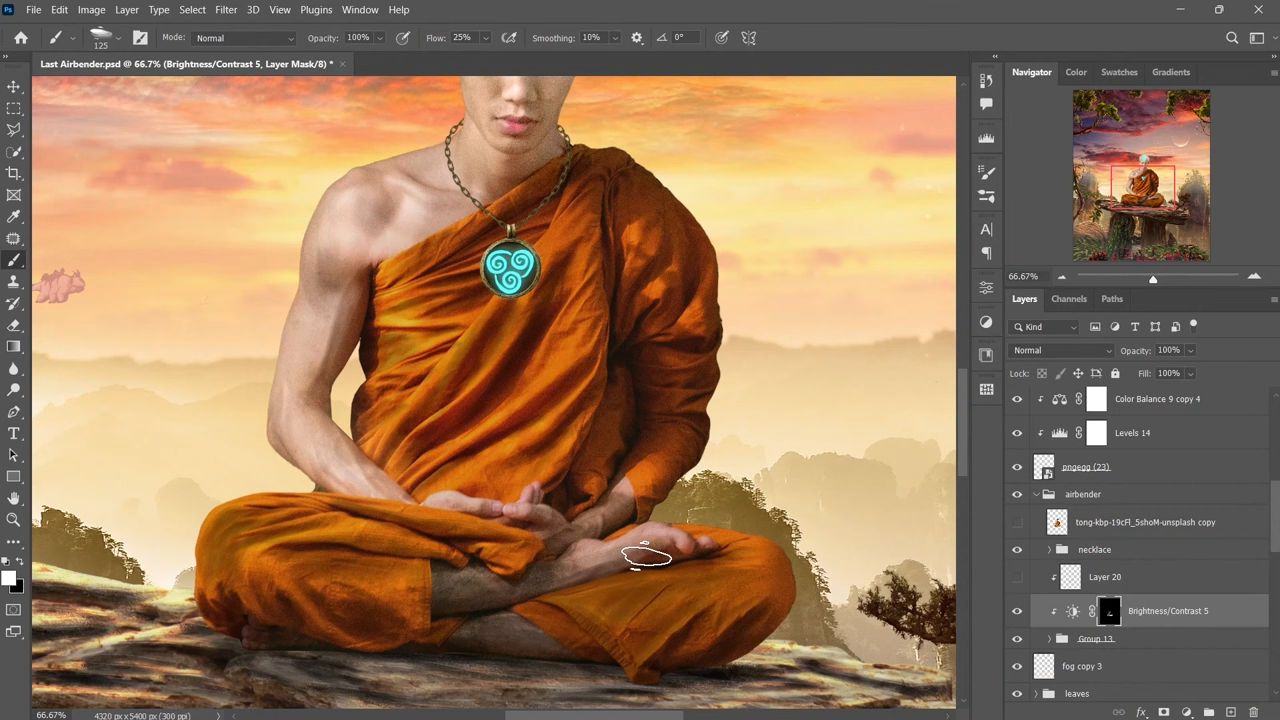 Ps File Edit Image Layer Type Select Filter 3D View Plugins Window Help
125 Mode: Normal Opacity: 100% Flow: 25% Smoothing: 10% 0°
Last Airbender.psd @ 66.7% (Brightness/Contrast 5, Layer Mask/8) *
Navigator Color Swatches Gradients
66.67%
Layers Channels Paths
Kind
Normal Opacity: 100%
Lock: Fill: 100%
Color Balance 9 copy 4
Levels 14
pngegg (23)
airbender
tong-kbp-19cFl_5shoM-unsplash copy
necklace
Layer 20
Brightness/Contrast 5
Group 13
fog copy 3
leaves
66.67% 4320 px x 5400 px (300 ppi)